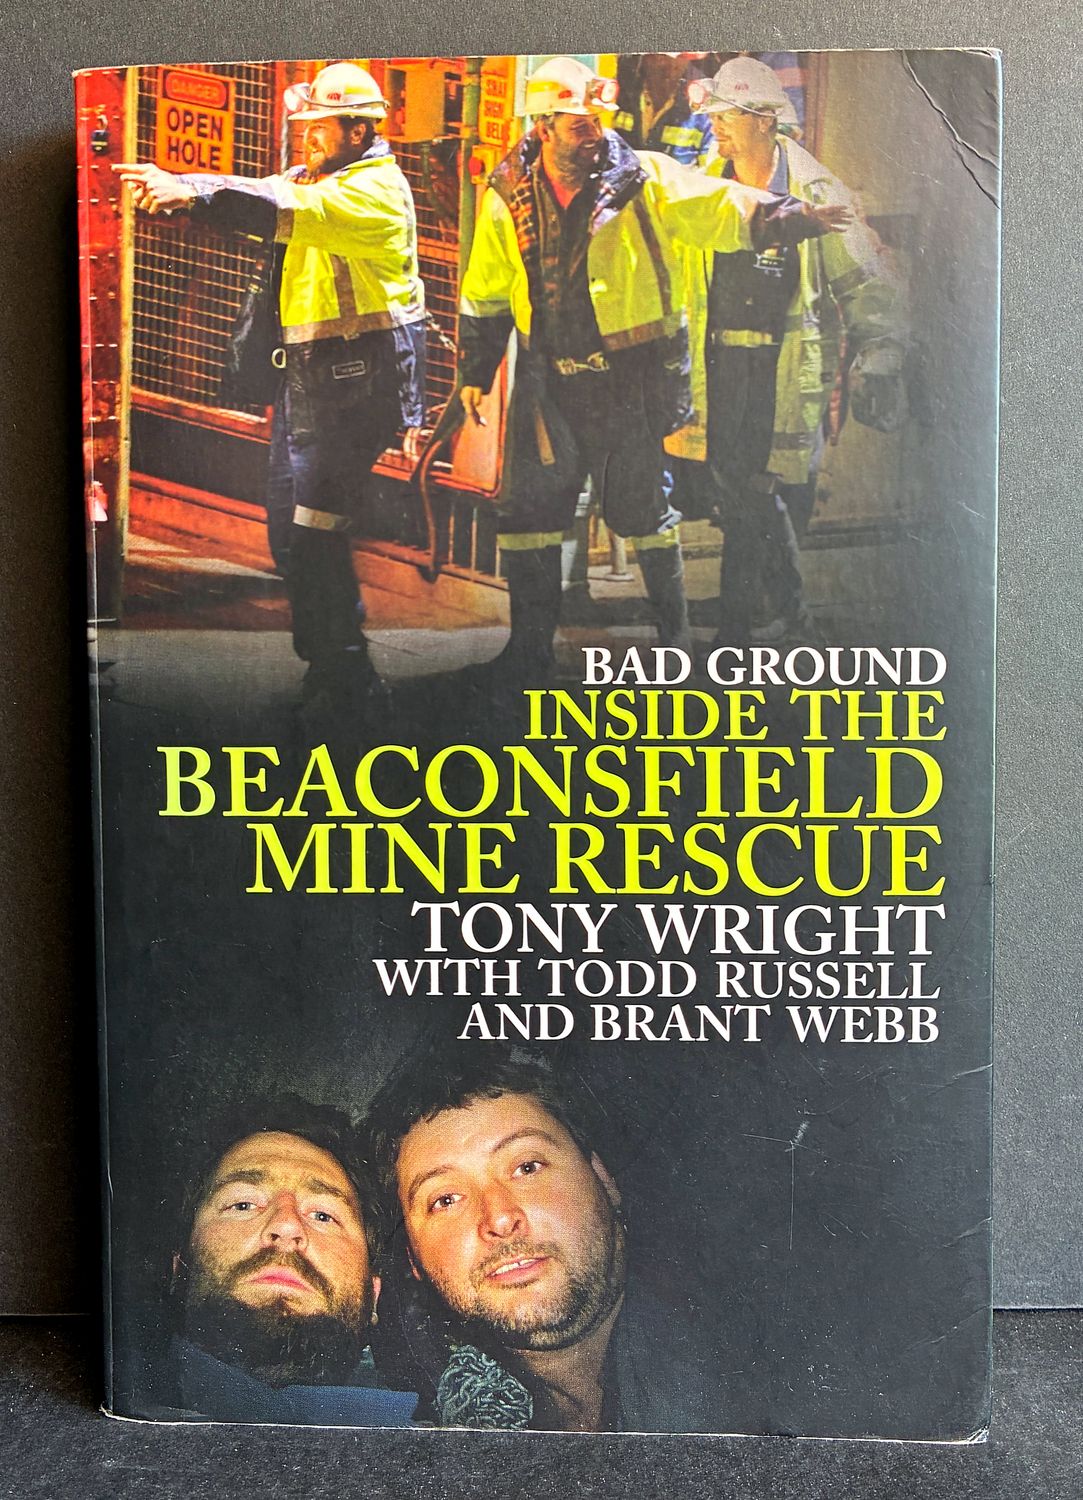 DANGER
OPEN
HOLE
BAD GROUND
INSIDE THE
BEACONSFIELD
MINE RESCUE
TONY WRIGHT
WITH TODD RUSSELL
AND BRANT WEBB